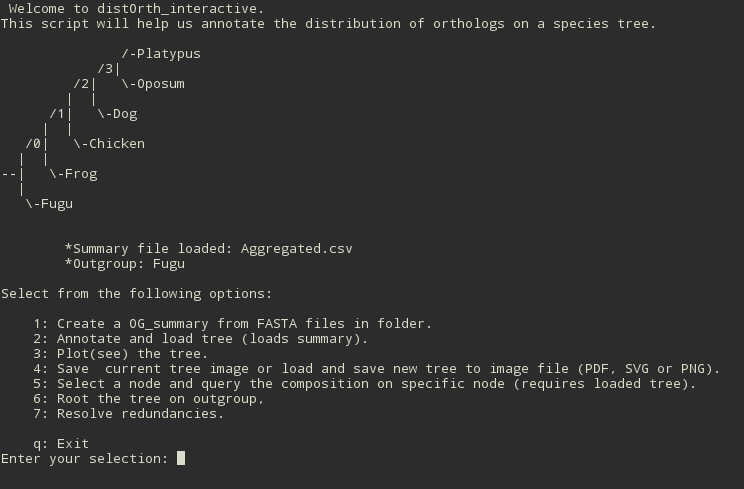 Welcome to distOrth_interactive.
This script will help us annotate the distribution of orthologs on a species tree.
/-Platypus
/3|
/2|   \-Oposum
|  |
/1|   \-Dog
|  |
/0|   \-Chicken
|  |
--|   \-Frog
|
\-Fugu
*Summary file loaded: Aggregated.csv
*Outgroup: Fugu
Select from the following options:
1: Create a OG_summary from FASTA files in folder.
2: Annotate and load tree (loads summary).
3: Plot(see) the tree.
4: Save  current tree image or load and save new tree to image file (PDF, SVG or PNG).
5: Select a node and query the composition on specific node (requires loaded tree).
6: Root the tree on outgroup,
7: Resolve redundancies.
q: Exit
Enter your selection: